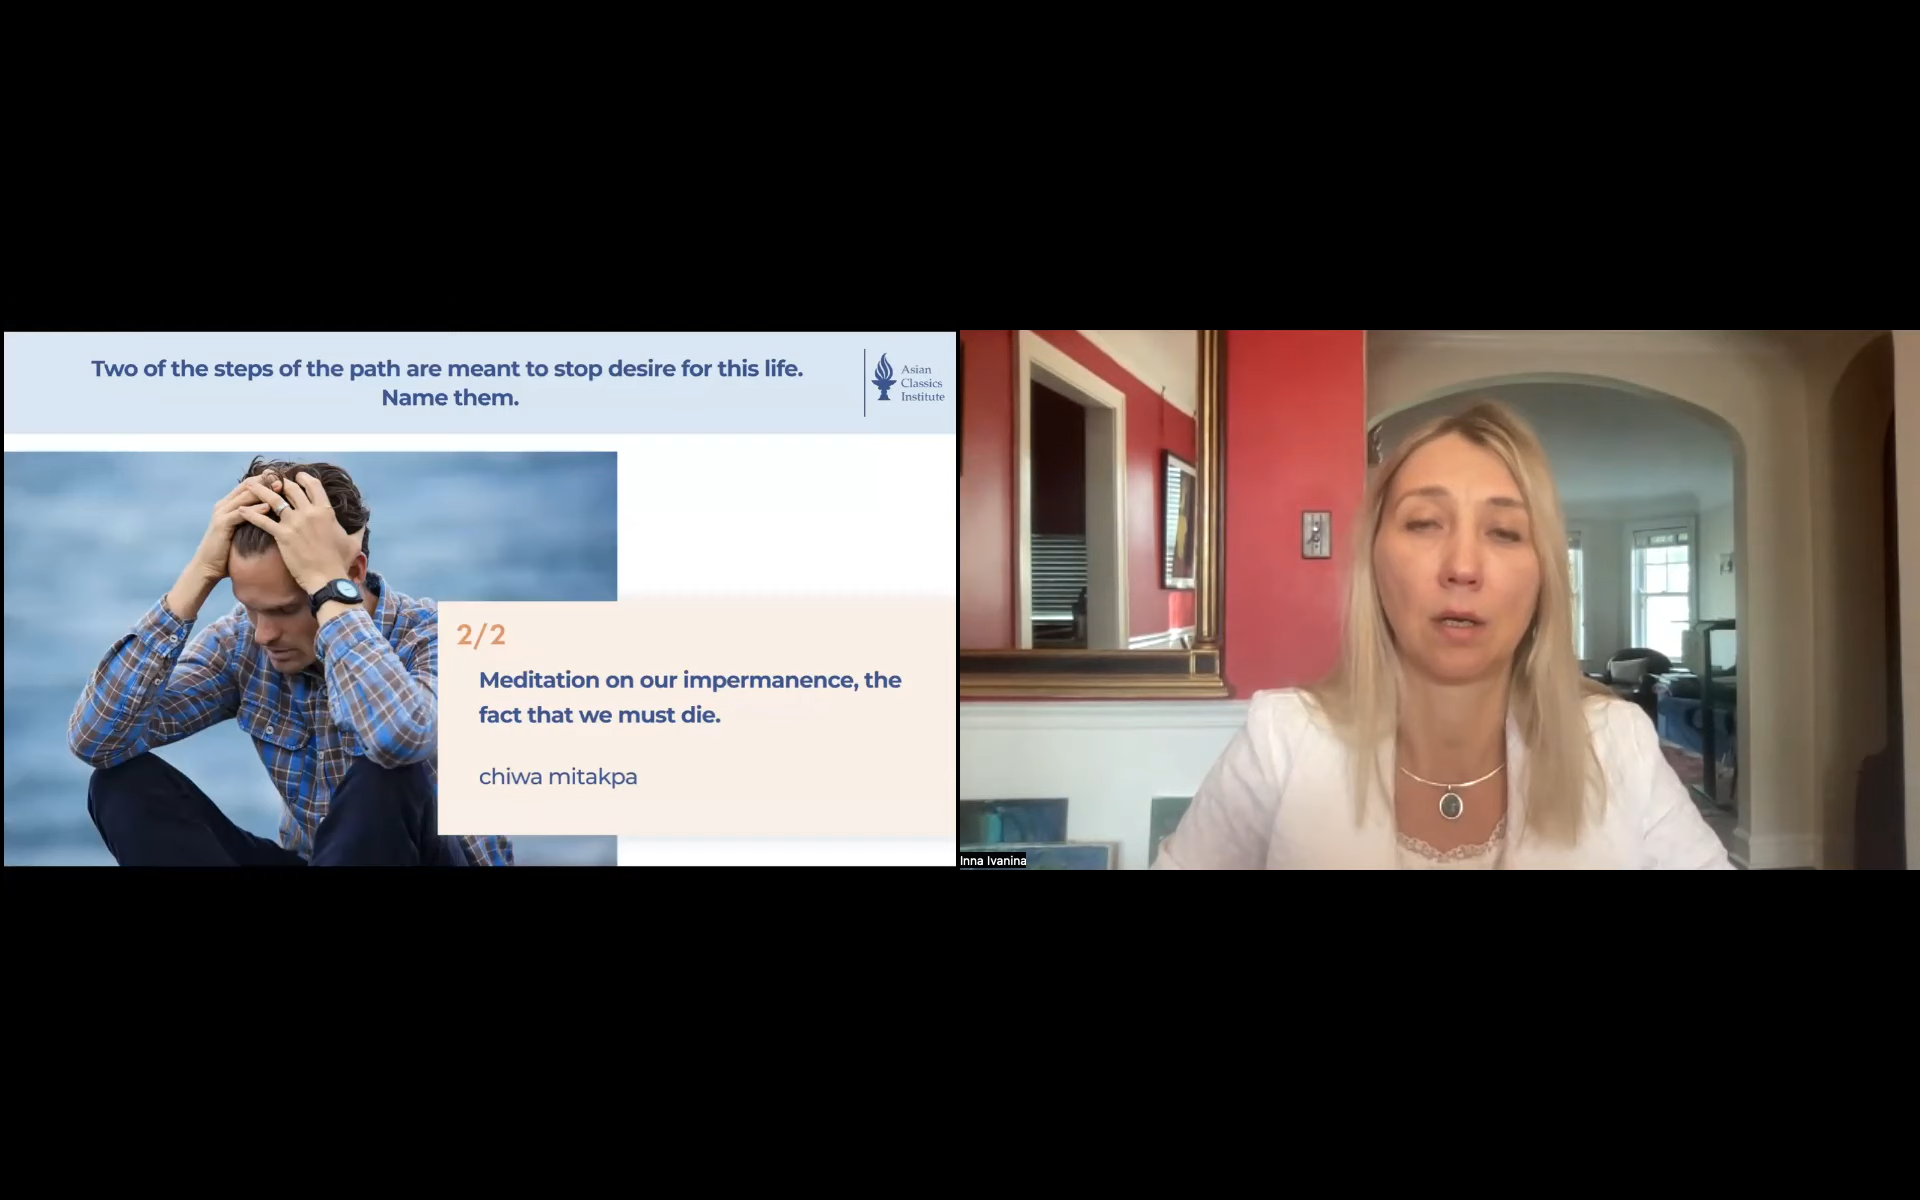 Two of the steps of the path are meant to stop desire for this life.
Name them.
Asian
Classics
Institute
2/2
Meditation on our impermanence, the
fact that we must die.
chiwa mitakpa
Inna Ivanina